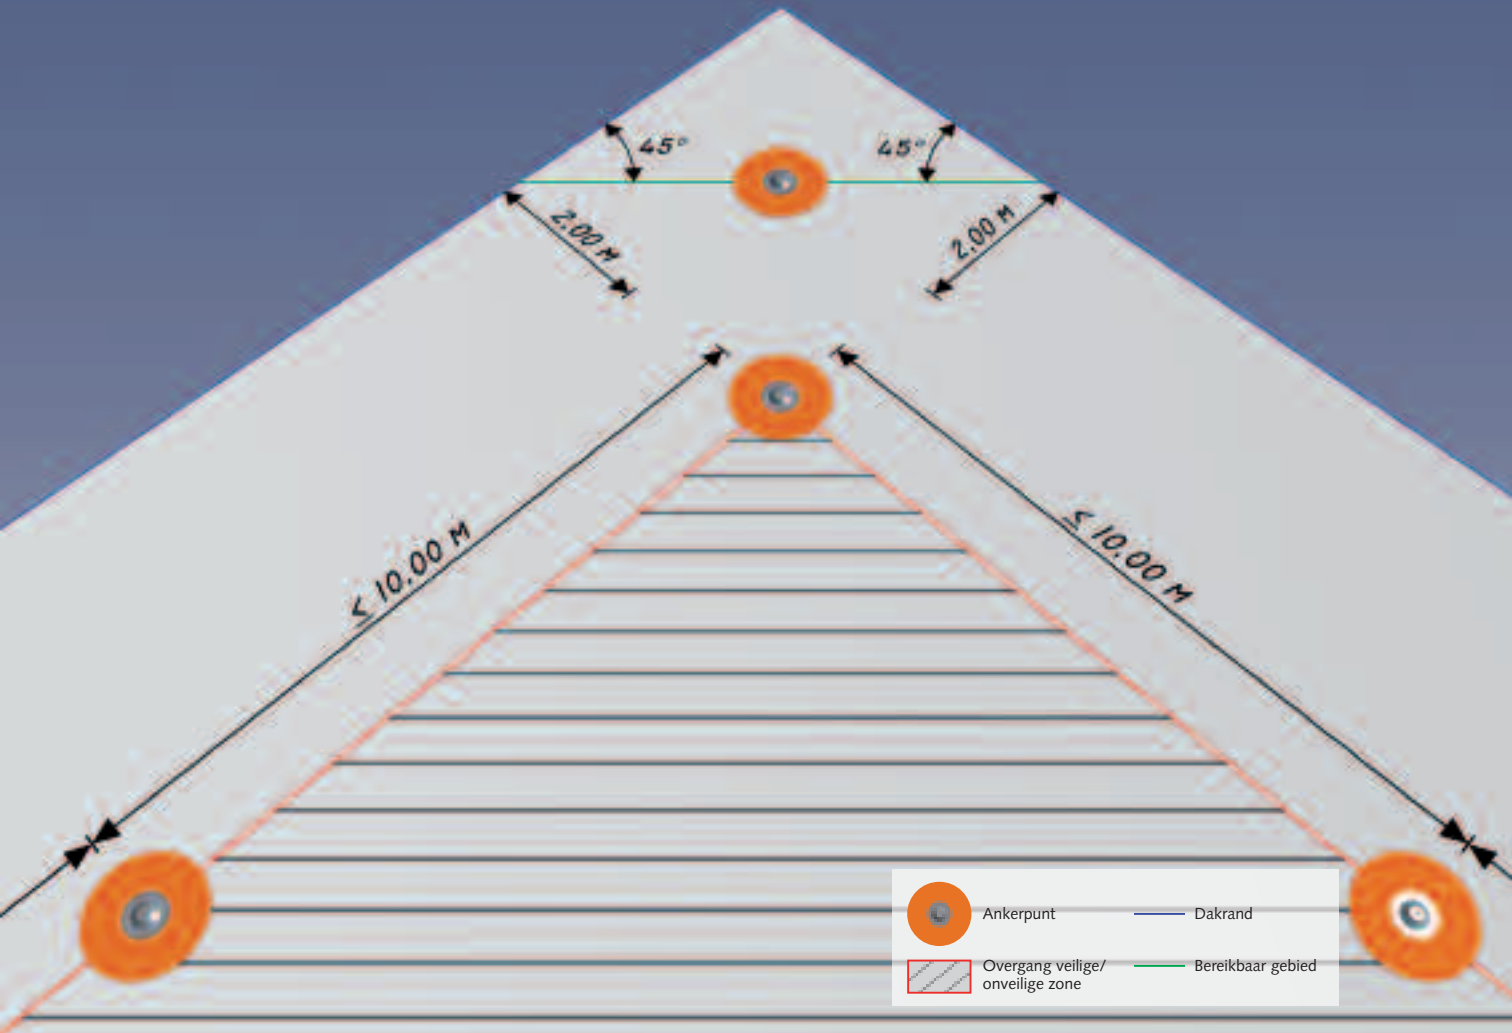 45°
45°
2,00 M
2,00 M
≤ 10,00 M
≤ 10,00 M
Ankerpunt
Dakrand
Overgang veilige/
onveilige zone
Bereikbaar gebied